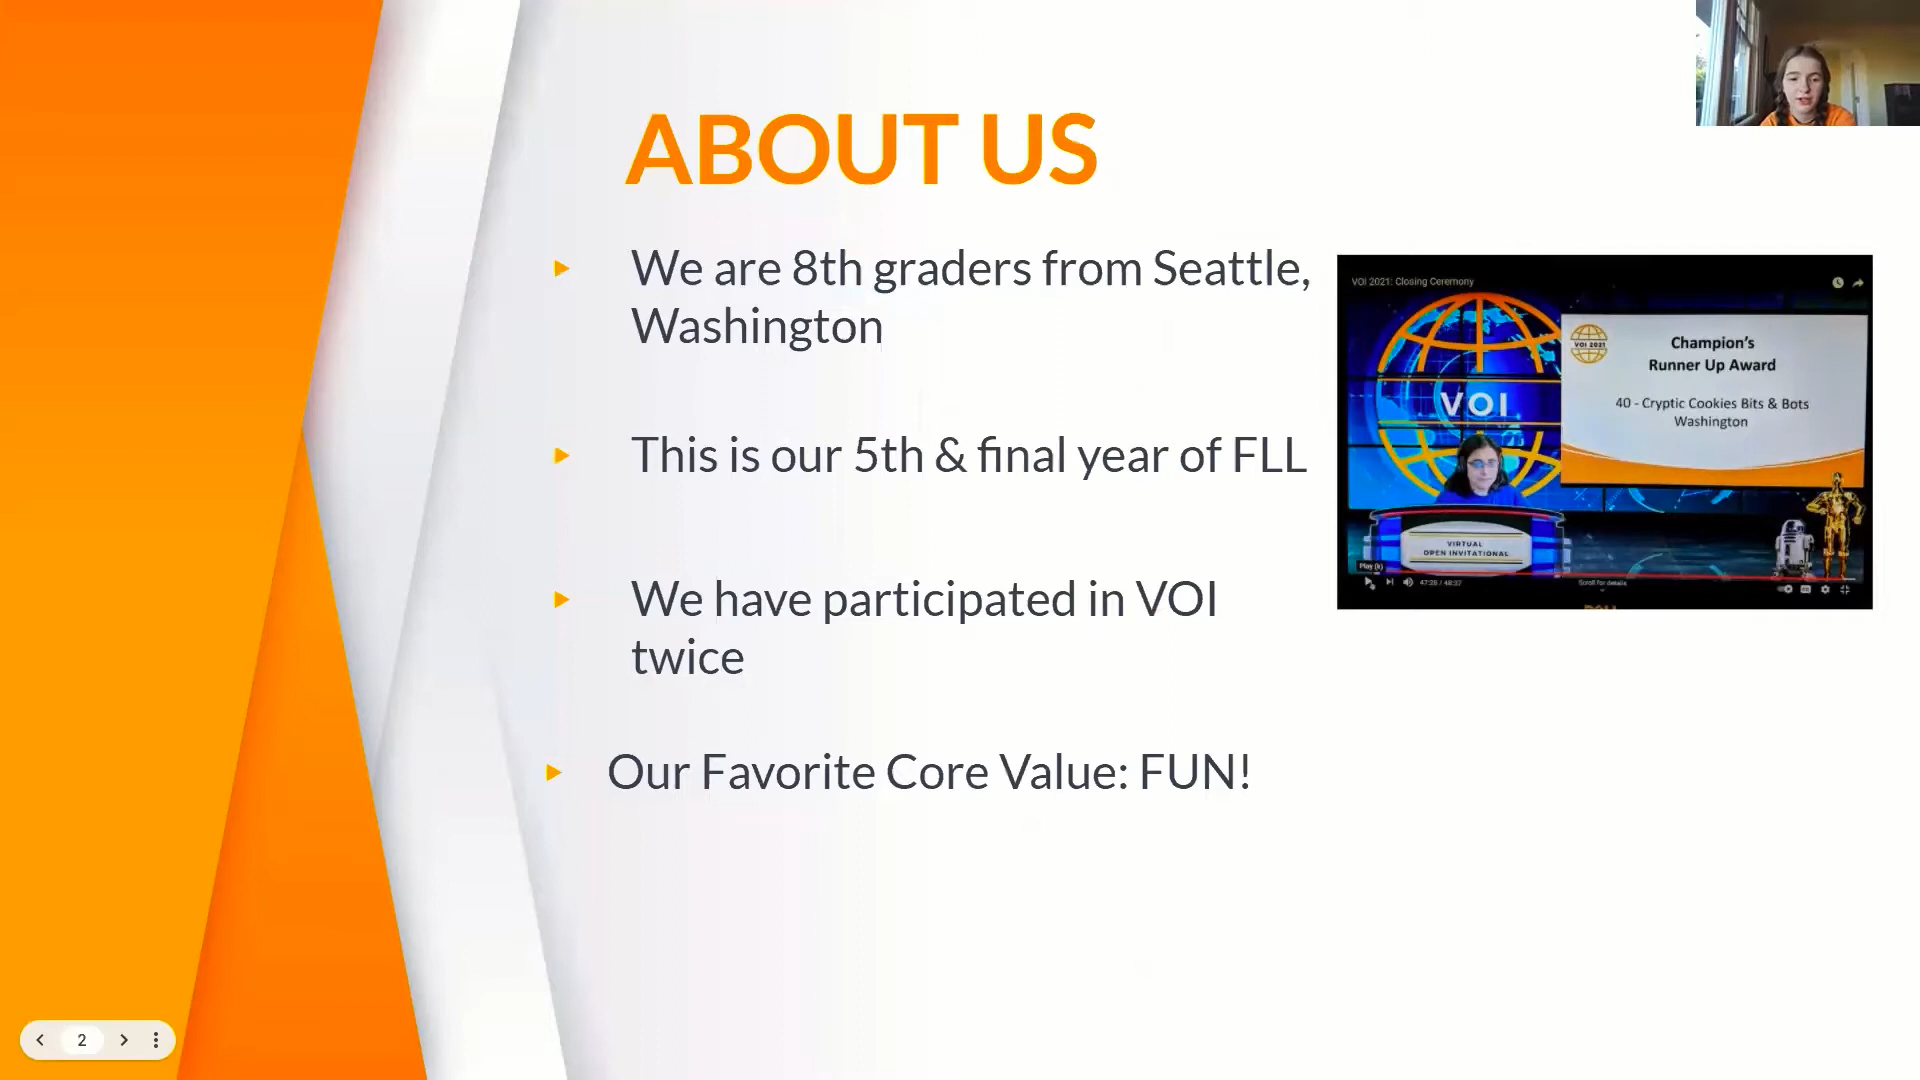 ABOUT US
We are 8th graders from Seattle,
Washington
This is our 5th & final year of FLL
We have participated in VOI
twice
Our Favorite Core Value: FUN!
VOI 2021: Closing Ceremony
VOI 2021
Champion's
Runner Up Award
40 - Cryptic Cookies Bits & Bots
Washington
VOI
VIRTUAL
OPEN INVITATIONAL
Play (k)
47:28 / 48:37
Scroll for details
2